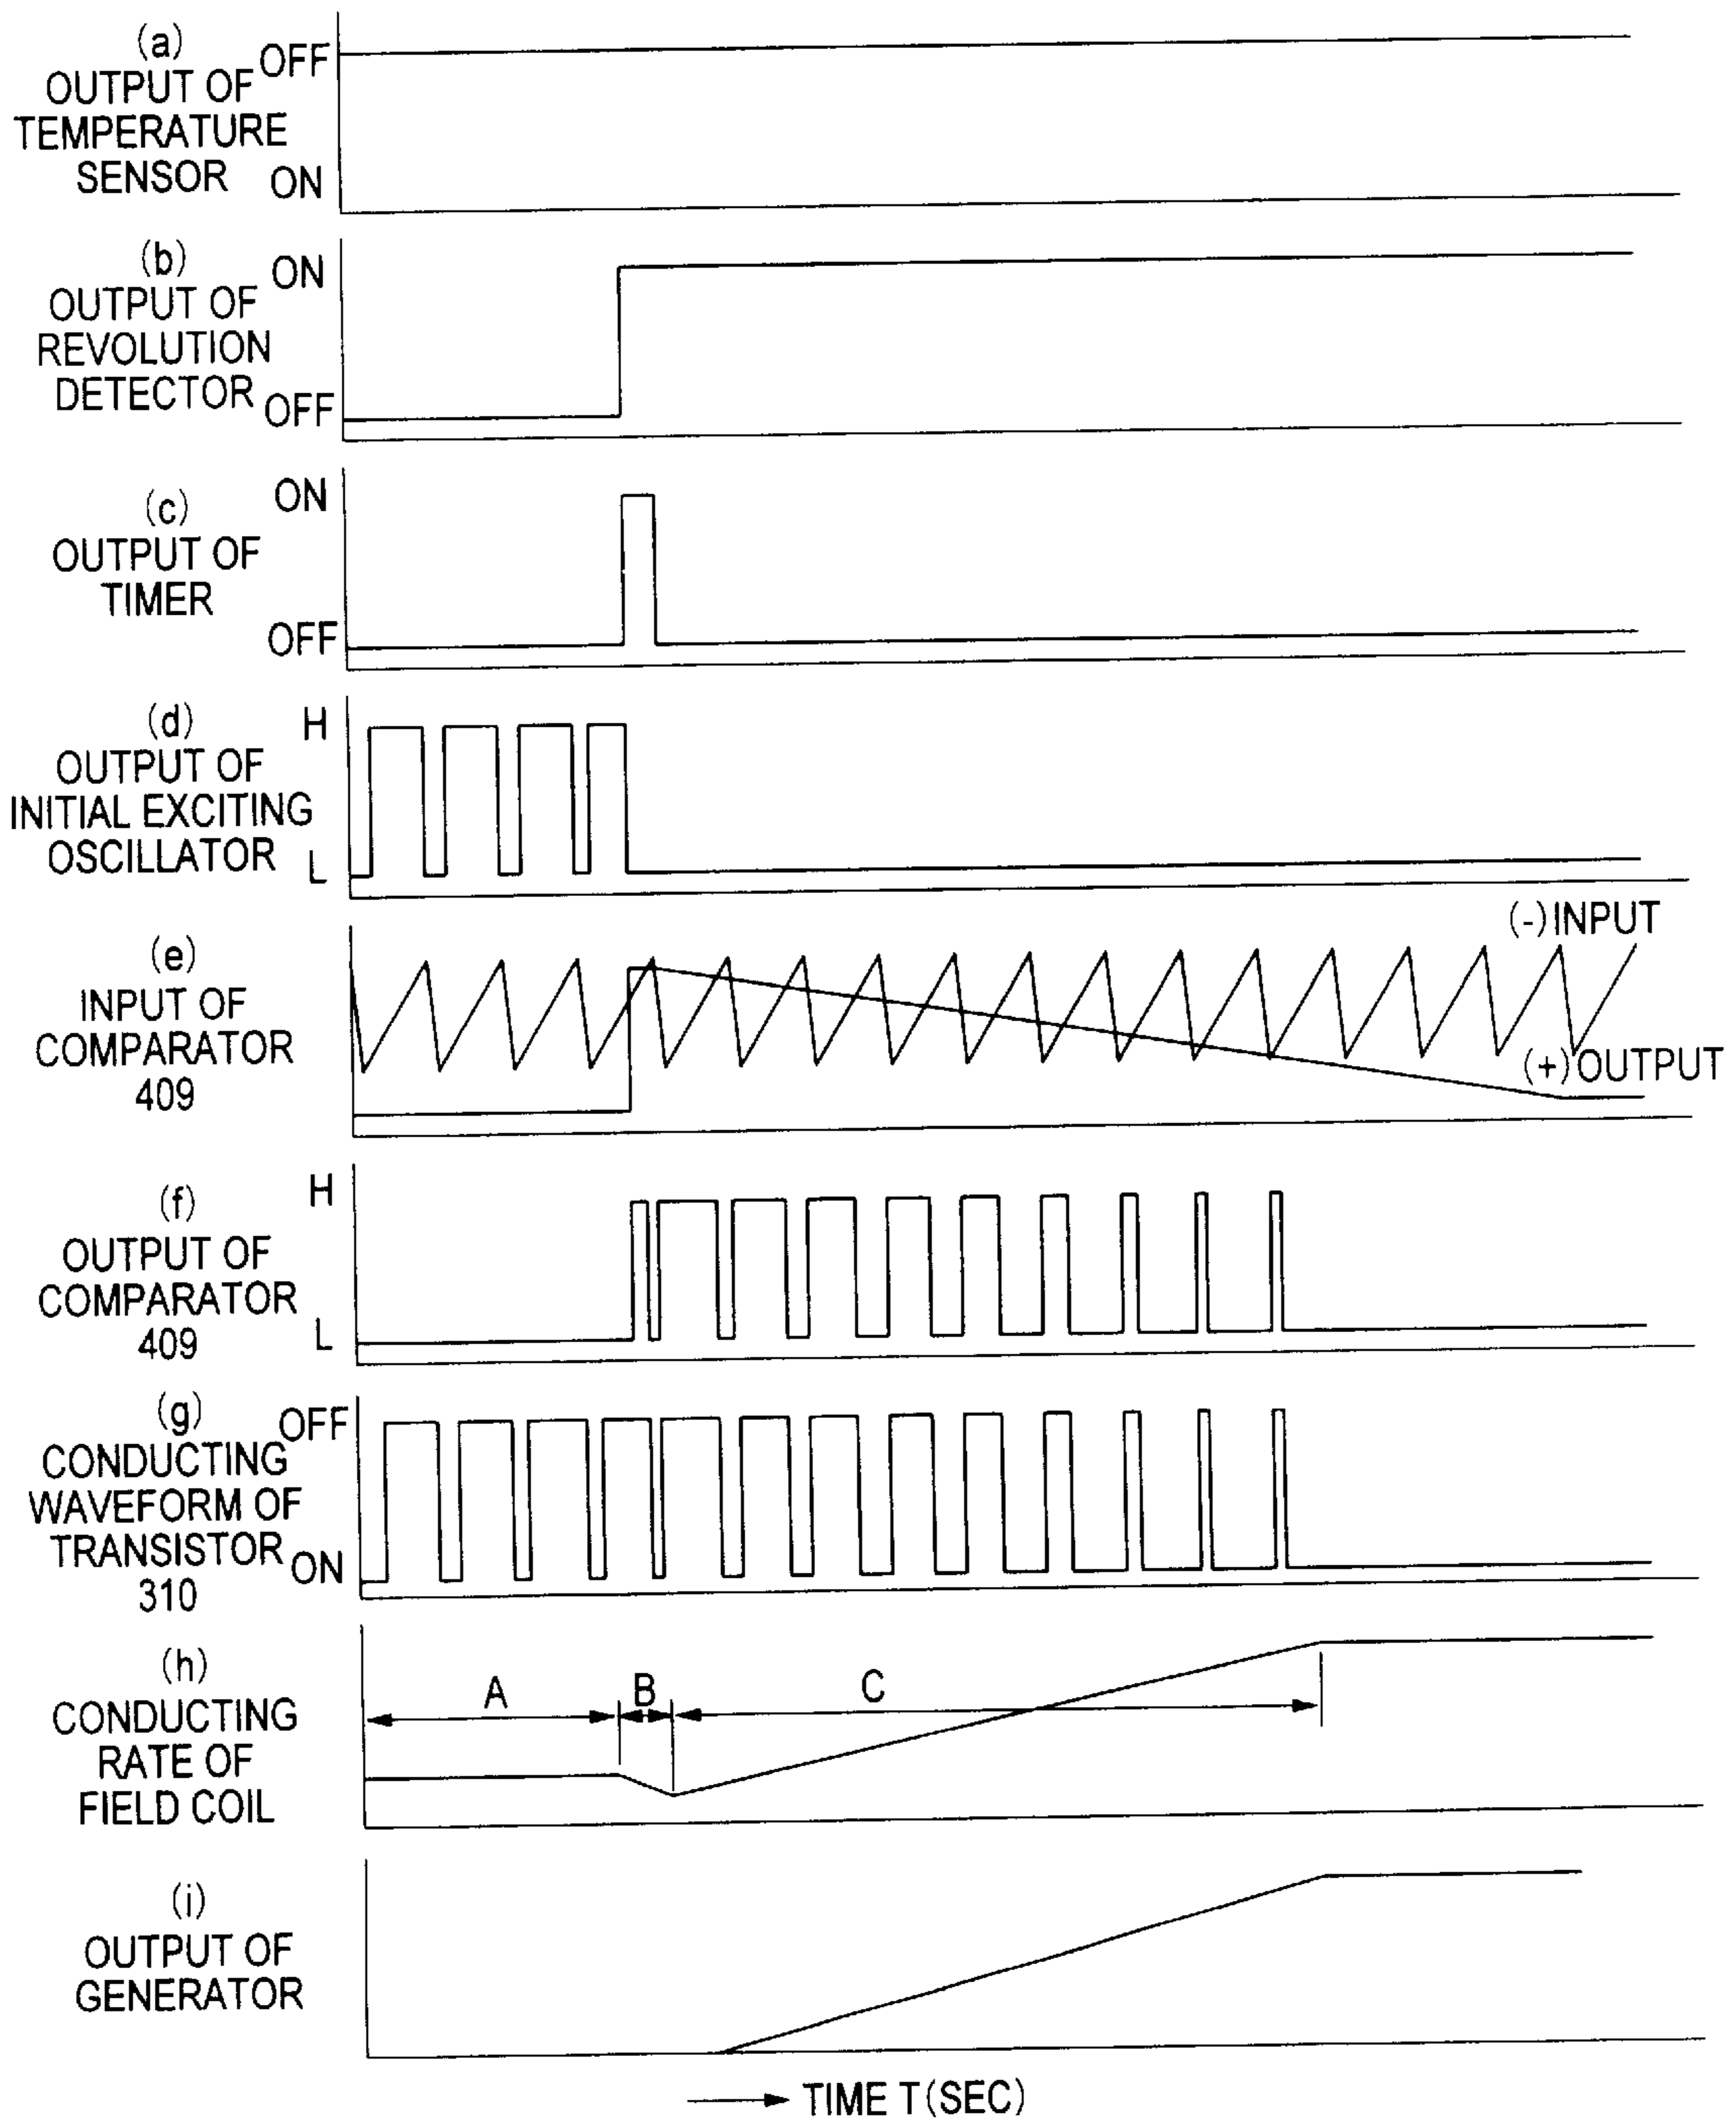 (a)
OUTPUT OF
TEMPERATURE
SENSOR
OFF
ON
(b)
OUTPUT OF
REVOLUTION
DETECTOR
ON
OFF
(c)
OUTPUT OF
TIMER
ON
OFF
(d)
OUTPUT OF
INITIAL EXCITING
OSCILLATOR
H
L
(e)
INPUT OF
COMPARATOR
409
(-) INPUT
(+) OUTPUT
(f)
OUTPUT OF
COMPARATOR
409
H
L
(g)
CONDUCTING
WAVEFORM OF
TRANSISTOR
310
OFF
ON
(h)
CONDUCTING
RATE OF
FIELD COIL
A
B
C
(i)
OUTPUT OF
GENERATOR
TIME T(SEC)